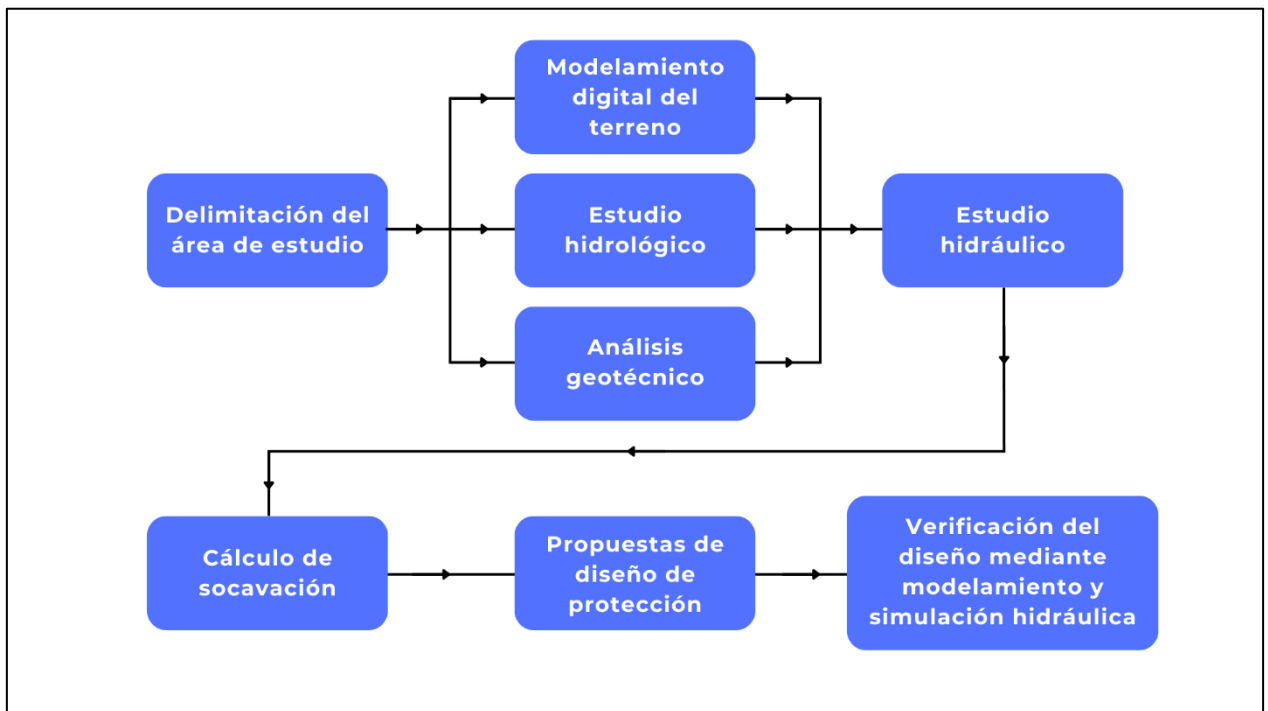 Modelamiento
digital del
terreno
Delimitación del
área de estudio
Estudio
hidrológico
Estudio
hidráulico
Análisis
geotécnico
Cálculo de
socavación
Propuestas de
diseño de
protección
Verificación del
diseño mediante
modelamiento y
simulación hidráulica